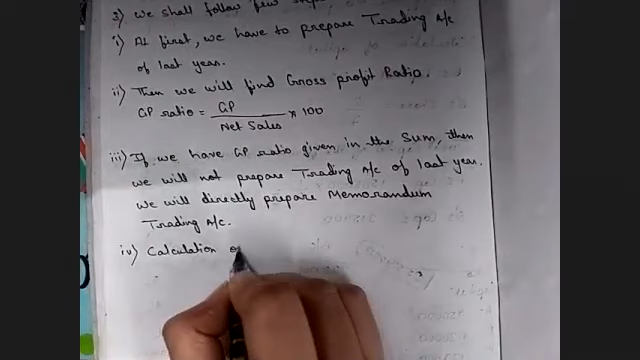 3) We shall follow few steps
i) At first, we have to prepare Trading A/c
of last year.
ii) Then we will find Gross profit Ratio.
GP ratio = GP / Net Sales × 100
iii) If we have GP ratio given in the Sum, then
we will not prepare Trading A/c of last year.
We will directly prepare Memorandum
Trading A/c.
iv) Calculation o